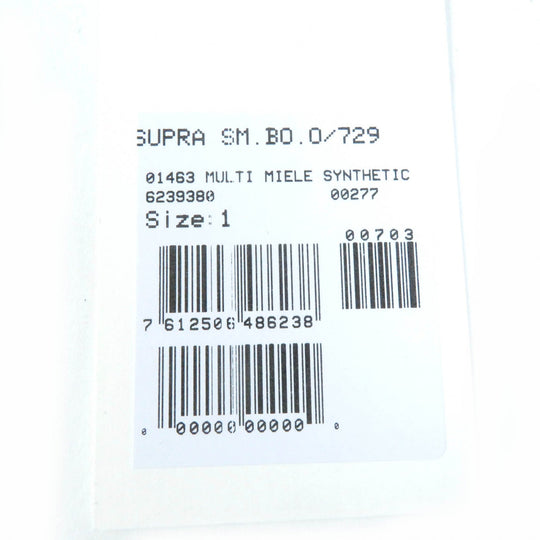 SUPRA SM.BO.O/729
01463 MULTI MIELE SYNTHETIC
6239380 00277
Size:1
00703
7 612506 486238
0 00000 00000 0